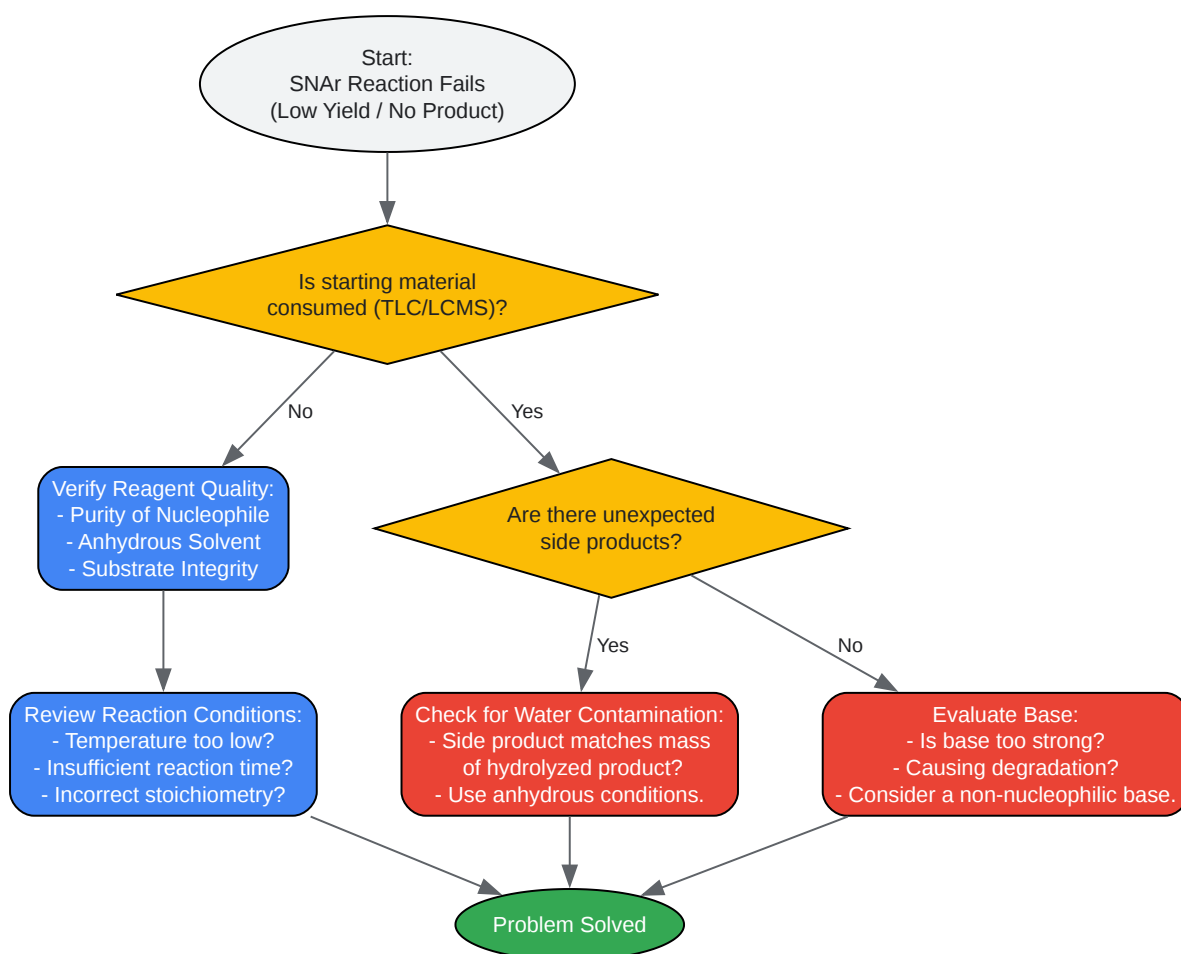 Start:
SNAr Reaction Fails
(Low Yield / No Product)
Is starting material
consumed (TLC/LCMS)?
No
Yes
Verify Reagent Quality:
- Purity of Nucleophile
- Anhydrous Solvent
- Substrate Integrity
Are there unexpected
side products?
Yes
No
Review Reaction Conditions:
- Temperature too low?
- Insufficient reaction time?
- Incorrect stoichiometry?
Check for Water Contamination:
- Side product matches mass
of hydrolyzed product?
- Use anhydrous conditions.
Evaluate Base:
- Is base too strong?
- Causing degradation?
- Consider a non-nucleophilic base.
Problem Solved